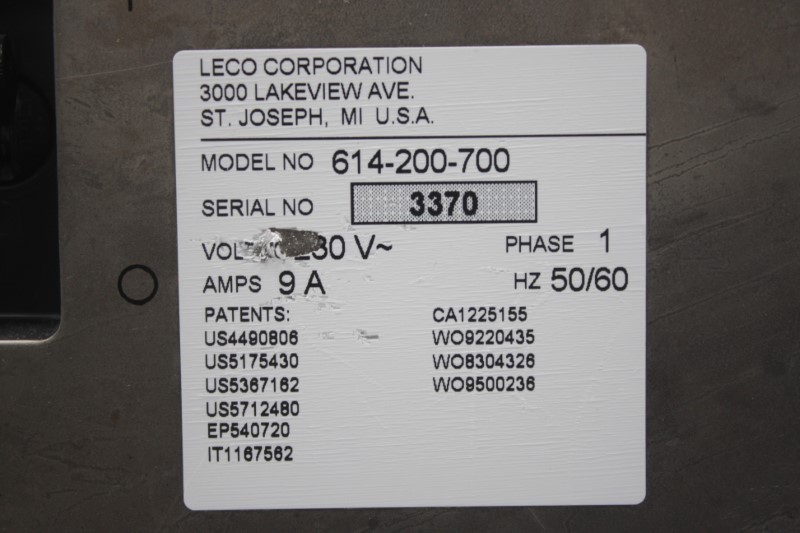 LECO CORPORATION
3000 LAKEVIEW AVE.
ST. JOSEPH, MI U.S.A.
MODEL NO 614-200-700
SERIAL NO 3370
V~ PHASE 1
AMPS 9 A HZ 50/60
PATENTS:
US4490806
US5175430
US5367162
US5712480
EP540720
IT1167562
CA1225155
WO9220435
WO8304326
WO9500236